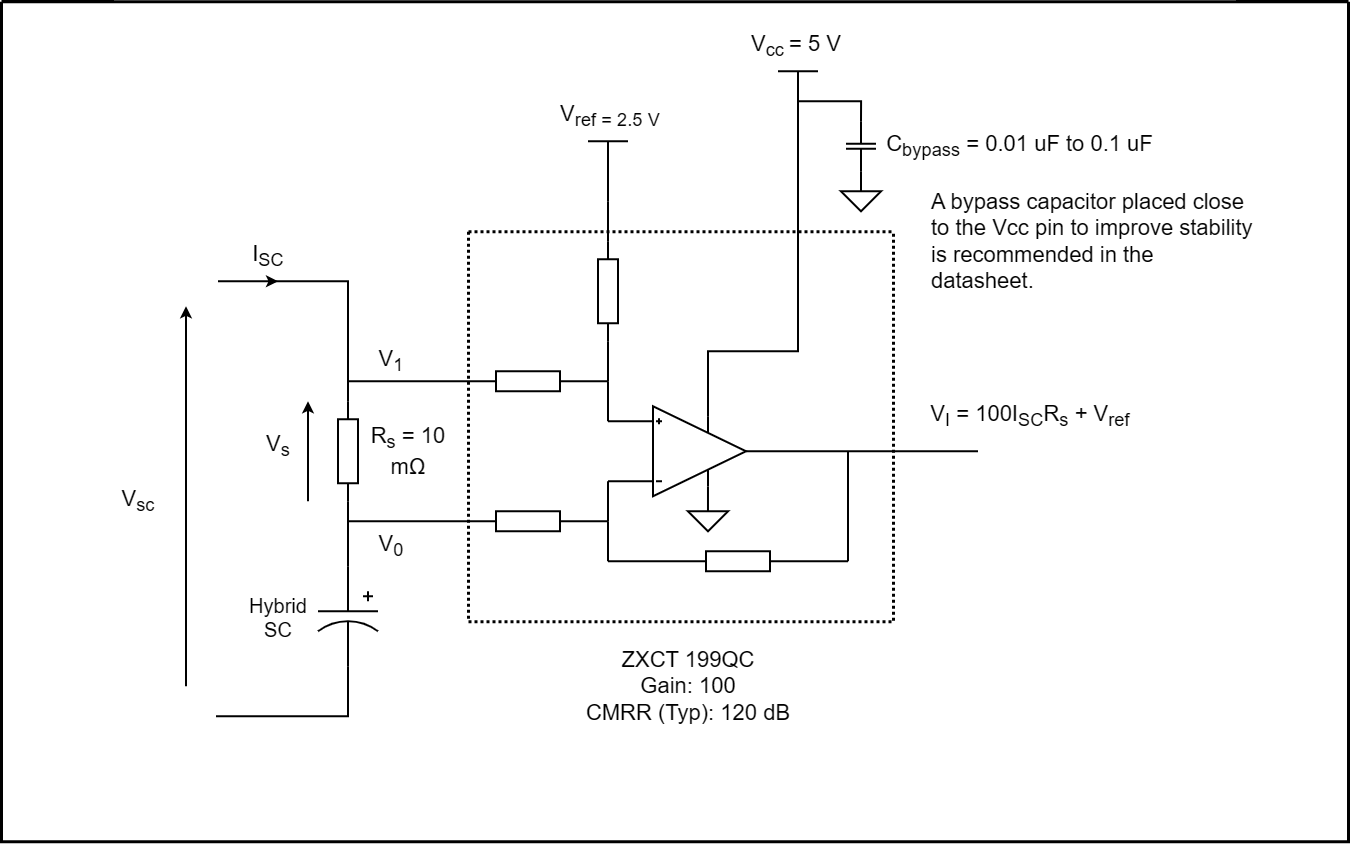 Vcc = 5 V
Vref = 2.5 V
Cbypass = 0.01 uF to 0.1 uF
A bypass capacitor placed close
to the Vcc pin to improve stability
is recommended in the
datasheet.
ISC
V1
VI = 100ISCRs + Vref
Vs
Rs = 10
mΩ
Vsc
V0
+
-
+
Hybrid
SC
ZXCT 199QC
Gain: 100
CMRR (Typ): 120 dB